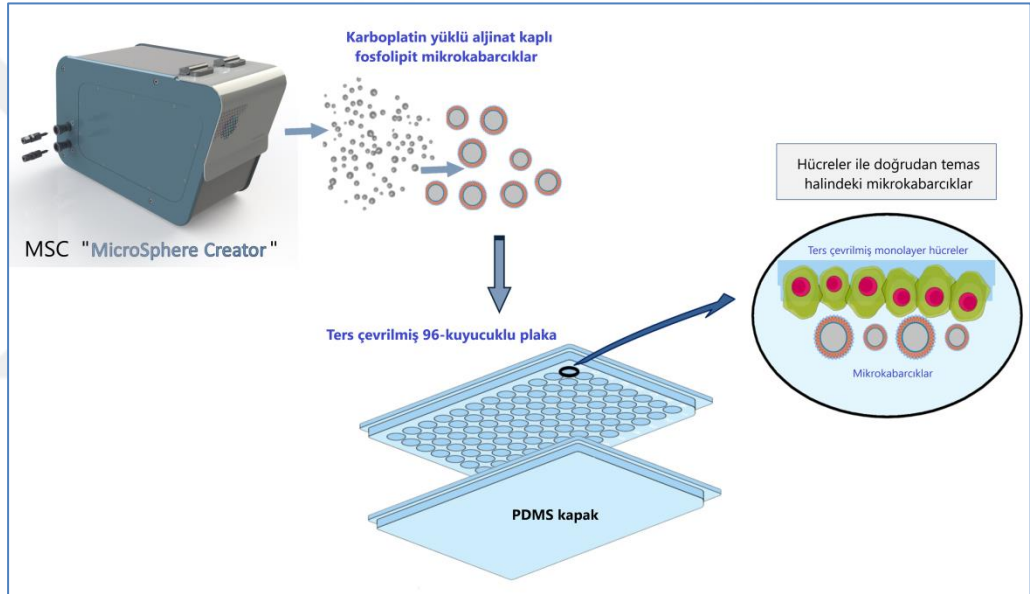 Karboplatin yüklü aljinat kaplı
fosfolipit mikrokabarcıklar
MSC "MicroSphere Creator"
Hücreler ile doğrudan temas
halindeki mikrokabarcıklar
Ters çevrilmiş monolayer hücreler
Mikrokabarcıklar
Ters çevrilmiş 96-kuyucuklu plaka
PDMS kapak